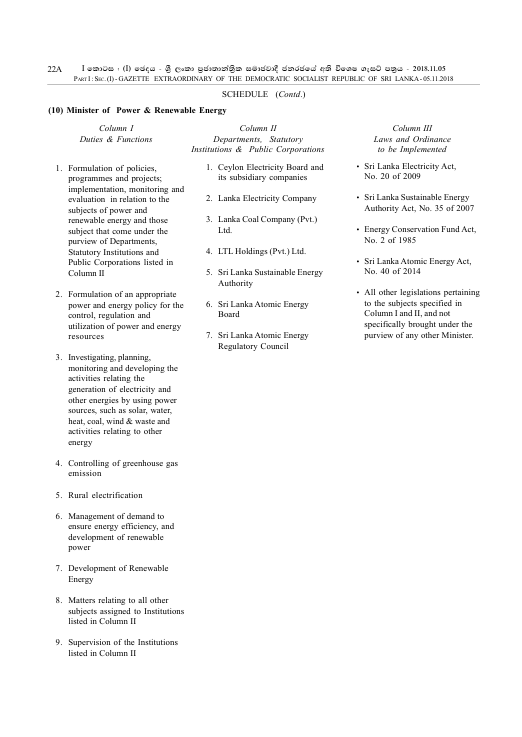 22A
I කොටස : (I) ඡෙදය - ශ්‍රී ලංකා ප්‍රජාතාන්ත්‍රික සමාජවාදී ජනරජයේ අති විශෙෂ ගැසට් පත්‍රය - 2018.11.05
PART I : SEC. (I) - GAZETTE EXTRAORDINARY OF THE DEMOCRATIC SOCIALIST REPUBLIC OF SRI LANKA - 05.11.2018
SCHEDULE (Contd.)
(10) Minister of Power & Renewable Energy
Column I
Duties & Functions
1. Formulation of policies,
programmes and projects;
implementation, monitoring and
evaluation in relation to the
subjects of power and
renewable energy and those
subject that come under the
purview of Departments,
Statutory Institutions and
Public Corporations listed in
Column II
2. Formulation of an appropriate
power and energy policy for the
control, regulation and
utilization of power and energy
resources
3. Investigating, planning,
monitoring and developing the
activities relating the
generation of electricity and
other energies by using power
sources, such as solar, water,
heat, coal, wind & waste and
activities relating to other
energy
4. Controlling of greenhouse gas
emission
5. Rural electrification
6. Management of demand to
ensure energy efficiency, and
development of renewable
power
7. Development of Renewable
Energy
8. Matters relating to all other
subjects assigned to Institutions
listed in Column II
9. Supervision of the Institutions
listed in Column II
Column II
Departments, Statutory
Institutions & Public Corporations
1. Ceylon Electricity Board and
its subsidiary companies
2. Lanka Electricity Company
3. Lanka Coal Company (Pvt.)
Ltd.
4. LTL Holdings (Pvt.) Ltd.
5. Sri Lanka Sustainable Energy
Authority
6. Sri Lanka Atomic Energy
Board
7. Sri Lanka Atomic Energy
Regulatory Council
Column III
Laws and Ordinance
to be Implemented
• Sri Lanka Electricity Act,
No. 20 of 2009
• Sri Lanka Sustainable Energy
Authority Act, No. 35 of 2007
• Energy Conservation Fund Act,
No. 2 of 1985
• Sri Lanka Atomic Energy Act,
No. 40 of 2014
• All other legislations pertaining
to the subjects specified in
Column I and II, and not
specifically brought under the
purview of any other Minister.